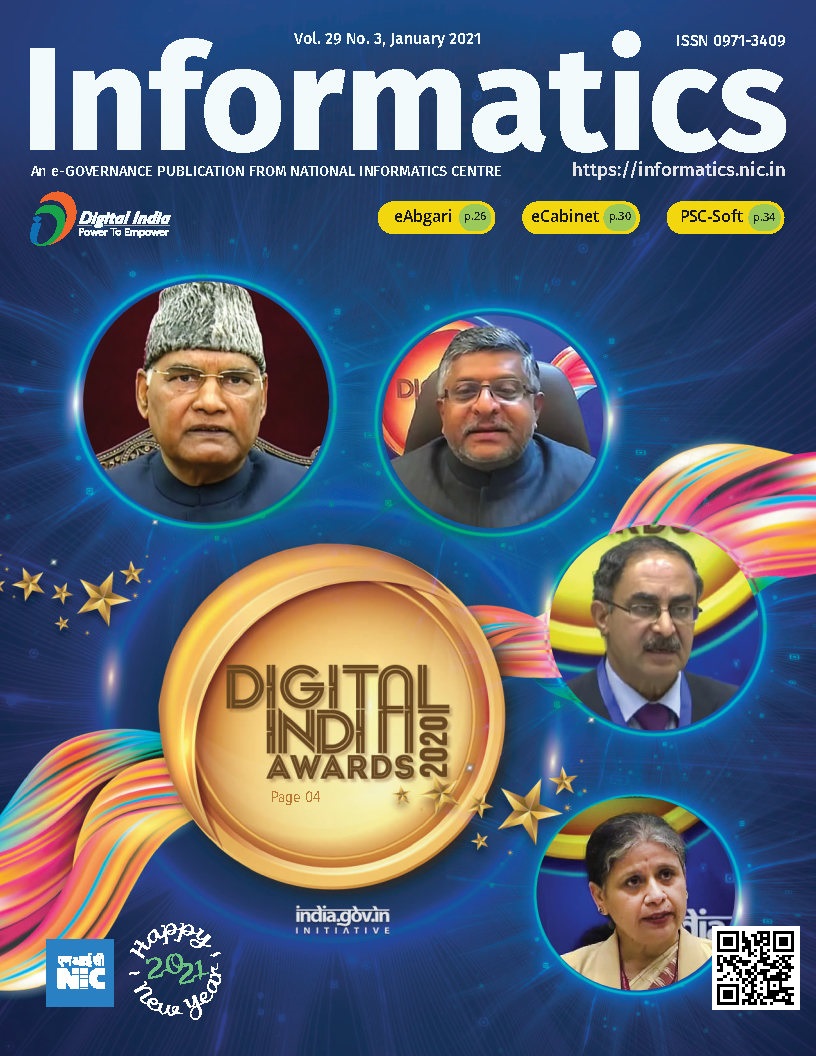 Vol. 29 No. 3, January 2021
ISSN 0971-3409
Informatics
An e-GOVERNANCE PUBLICATION FROM NATIONAL INFORMATICS CENTRE
https://informatics.nic.in
Digital India
Power To Empower
eAbgari p.26
eCabinet p.30
PSC-Soft p.34
DIGITAL
INDIA
AWARDS
2020
Page 04
india.gov.in
INITIATIVE
एन आई सी
NIC
Happy
2021
New Year